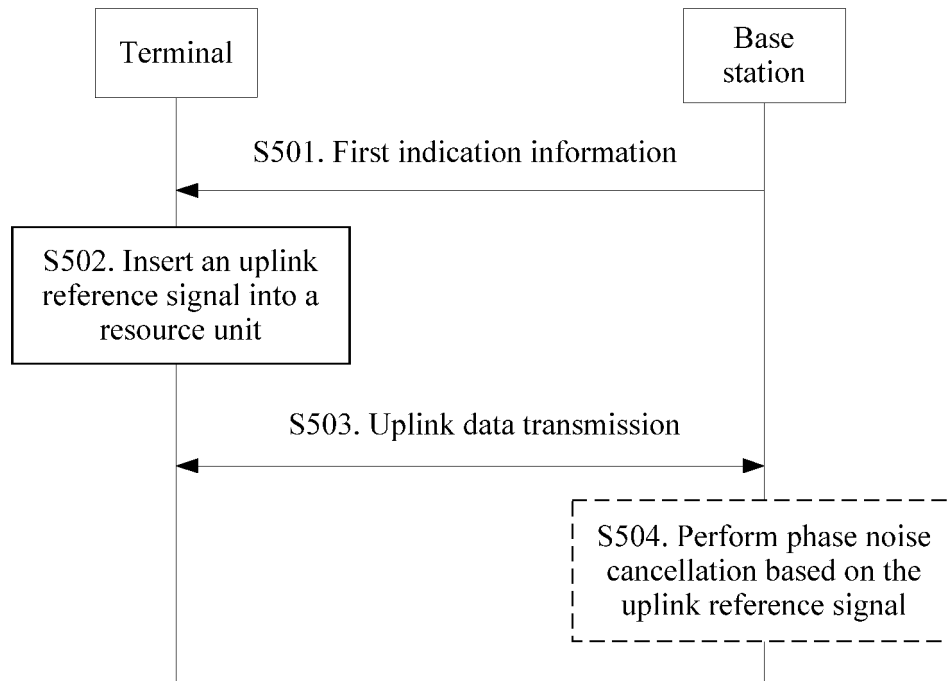 Terminal
Base
station
S501. First indication information
S502. Insert an uplink
reference signal into a
resource unit
S503. Uplink data transmission
S504. Perform phase noise
cancellation based on the
uplink reference signal